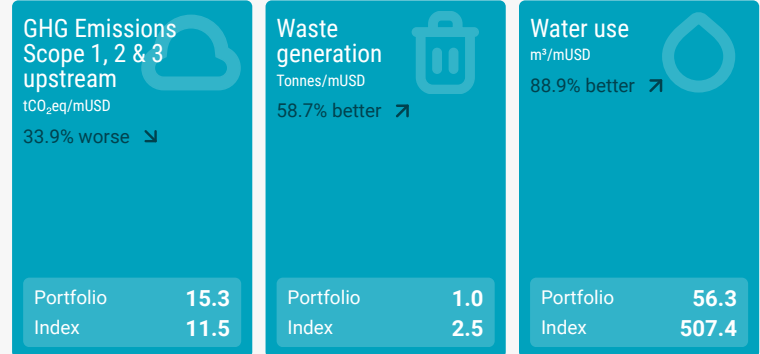 GHG Emissions
Scope 1, 2 & 3
upstream
tCO₂eq/mUSD
33.9% worse
Portfolio 15.3
Index 11.5
Waste
generation
Tonnes/mUSD
58.7% better
Portfolio 1.0
Index 2.5
Water use
m³/mUSD
88.9% better
Portfolio 56.3
Index 507.4